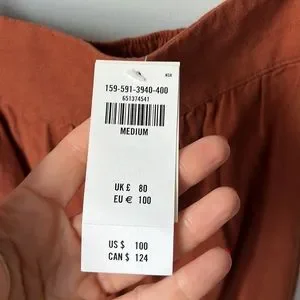 159-591-3940-400
651374541
MEDIUM
UK £ 80
EU € 100
US $ 100
CAN $ 124